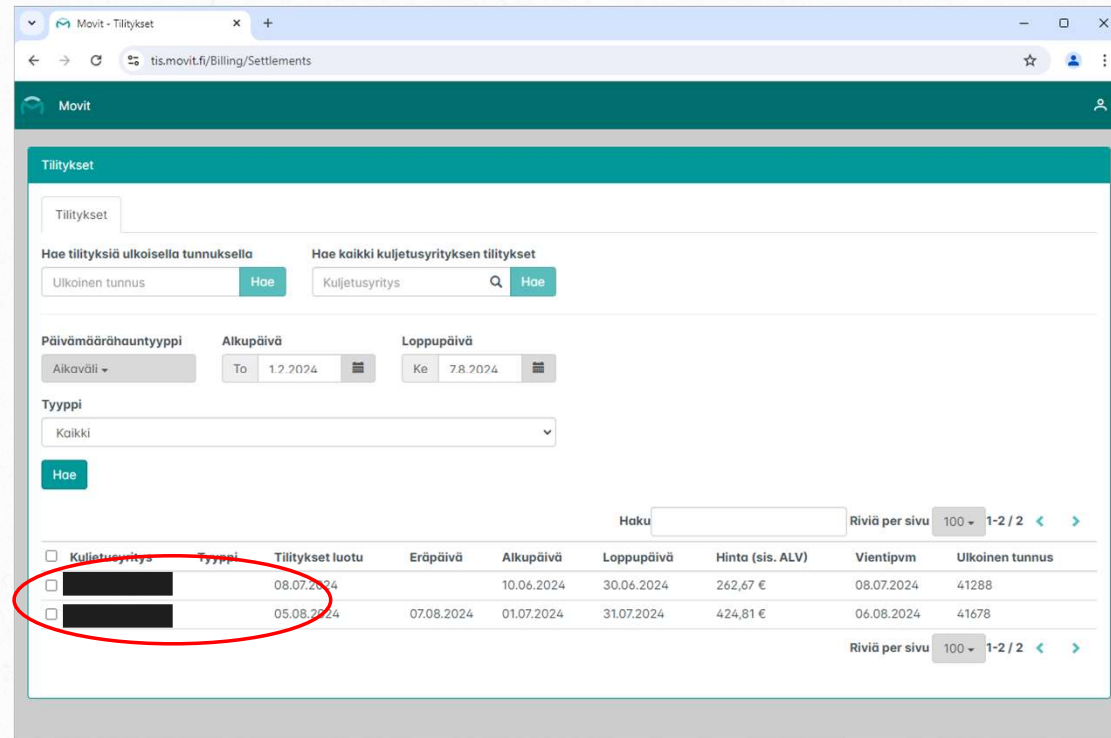 Movit - Tilitykset
tis.movit.fi/Billing/Settlements
Movit
Tilitykset
Tilitykset
Hae tilityksiä ulkoisella tunnuksella Hae kaikki kuljetusyrityksen tilitykset
Ulkoinen tunnus Hae Kuljetusyritys Hae
Päivämäärähauntyyppi Alkupäivä Loppupäivä
Aikaväli To 1.2.2024 Ke 7.8.2024
Tyyppi
Kaikki
Hae
Haku Riviä per sivu 100 1-2 / 2
Kuljetusyritys Tyyppi Tilitykset luotu Eräpäivä Alkupäivä Loppupäivä Hinta (sis. ALV) Vientipvm Ulkoinen tunnus
08.07.2024 10.06.2024 30.06.2024 262,67 € 08.07.2024 41288
05.08.2024 07.08.2024 01.07.2024 31.07.2024 424,81 € 06.08.2024 41678
Riviä per sivu 100 1-2 / 2